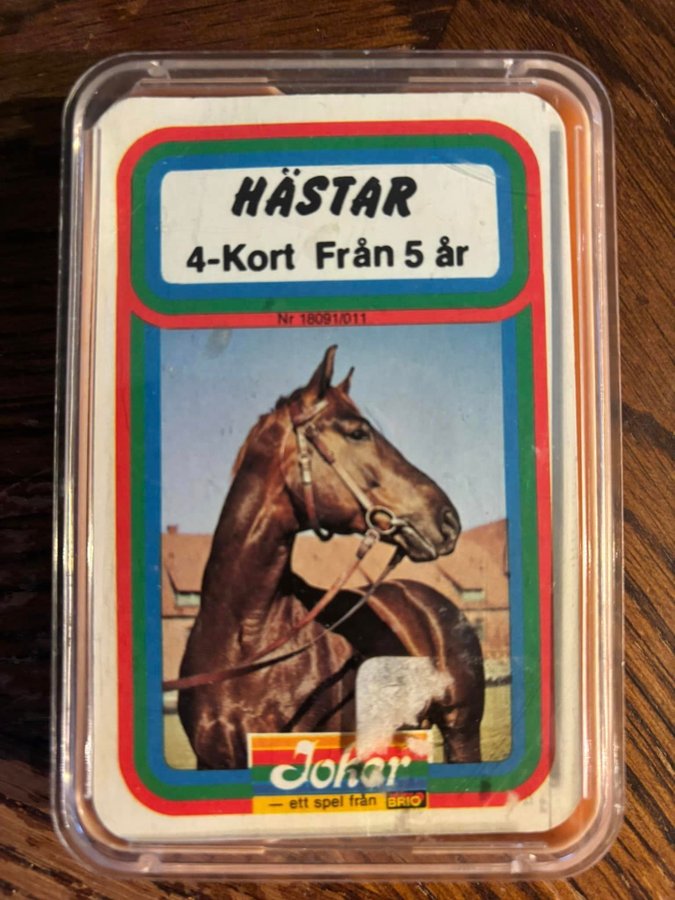 HÄSTAR
4-Kort Från 5 år
Nr 18091/011
Joker
— ett spel från BRIO